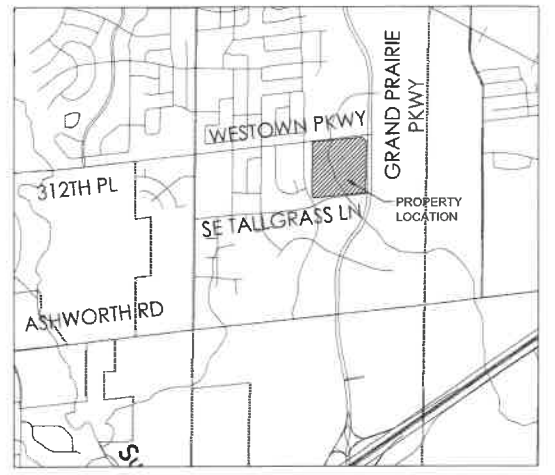 GRAND PRAIRIE
PKWY
WESTOWN PKWY
312TH PL
PROPERTY
LOCATION
SE TALLGRASS LN
ASHWORTH RD